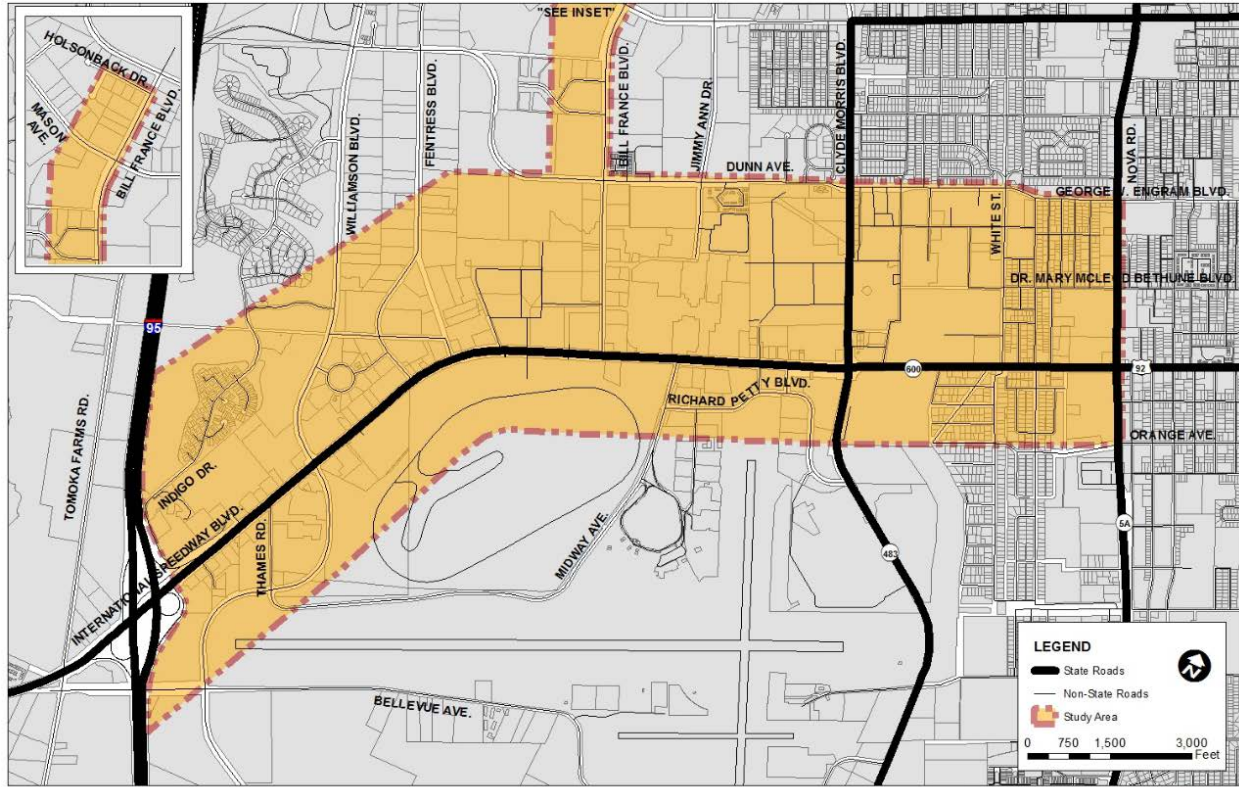 "SEE INSET"
HOLSONBACK DR.
MASON AVE.
BILL FRANCE BLVD.
WILLIAMSON BLVD.
FENTRESS BLVD.
BILL FRANCE BLVD.
JIMMY ANN DR.
CLYDE MORRIS BLVD.
NOVA RD.
DUNN AVE.
GEORGE W. ENGRAM BLVD.
WHITE ST.
DR. MARY MCLEOD BETHUNE BLVD.
95
TOMOKA FARMS RD.
600
92
RICHARD PETTY BLVD.
ORANGE AVE.
INDIGO DR.
INTERNATIONAL SPEEDWAY BLVD.
THAMES RD.
MIDWAY AVE.
483
5A
BELLEVUE AVE.
LEGEND
State Roads
Non-State Roads
Study Area
0 750 1,500 3,000
Feet
N